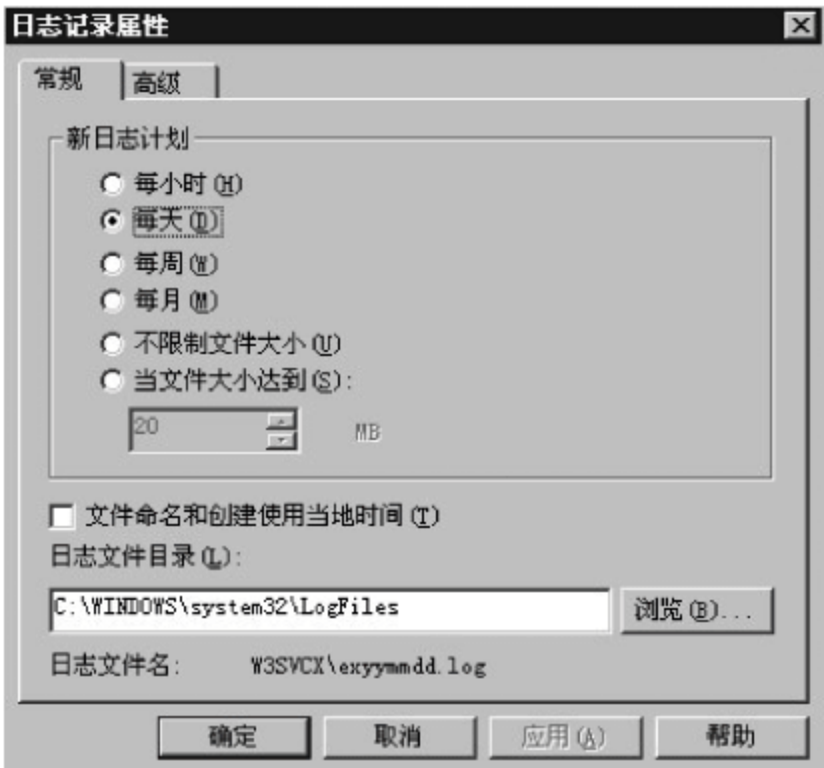 日志记录属性
常规 高级
新日志计划
每小时(H)
每天(D)
每周(W)
每月(M)
不限制文件大小(U)
当文件大小达到(S):
20 MB
文件命名和创建使用当地时间(T)
日志文件目录(L):
C:\WINDOWS\system32\LogFiles 浏览(B)...
日志文件名: W3SVCX\exyymmdd.log
确定 取消 应用(A) 帮助